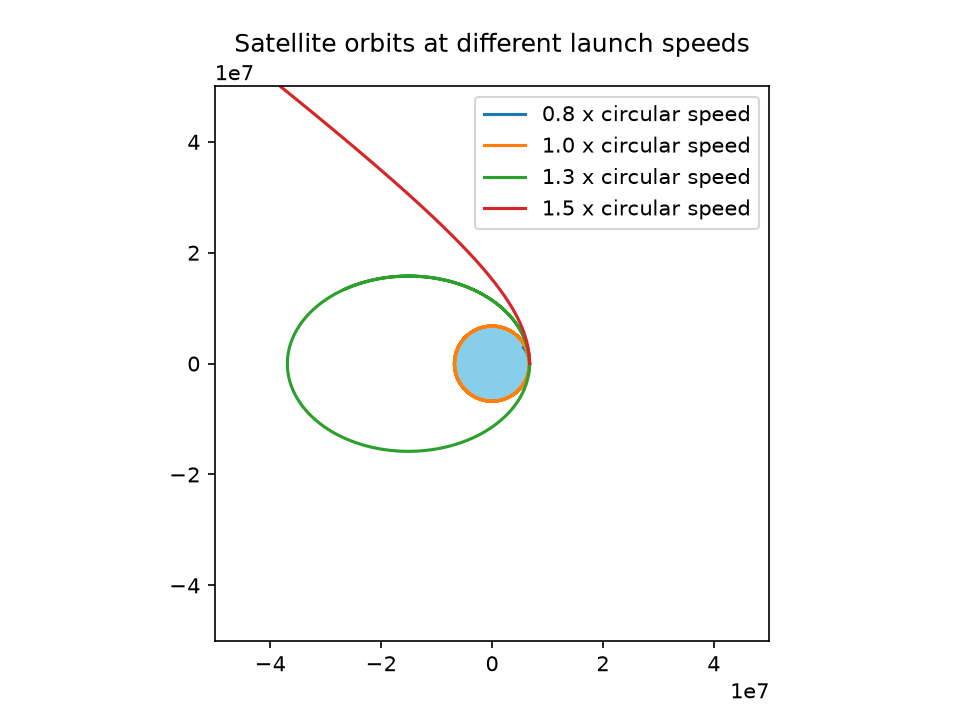 Satellite orbits at different launch speeds
1e7
0.8 x circular speed
1.0 x circular speed
1.3 x circular speed
1.5 x circular speed
4
2
0
−2
−4
−4 −2 0 2 4
1e7